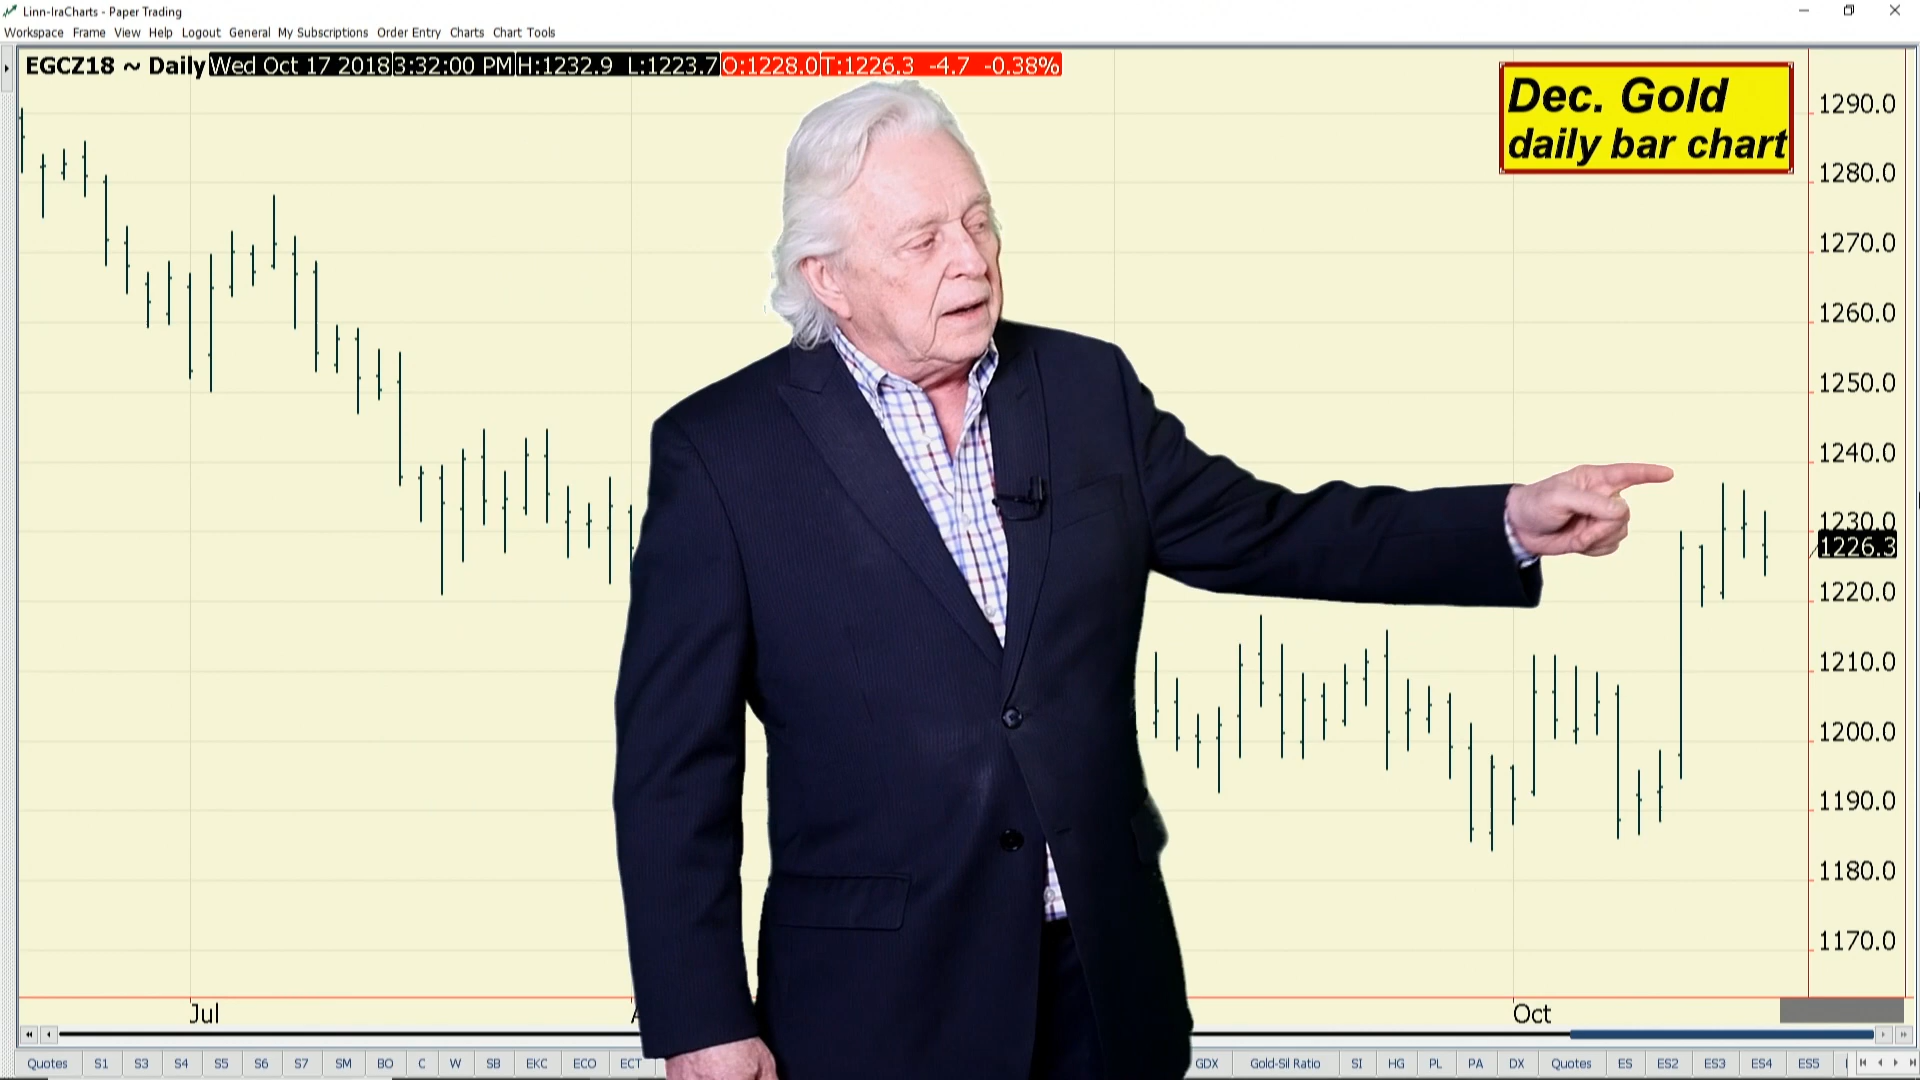 Linn-IraCharts - Paper Trading
Workspace Frame View Help Logout General My Subscriptions Order Entry Charts Chart Tools
EGCZ18 ~ Daily Wed Oct 17 2018 3:32:00 PM H:1232.9 L:1223.7 O:1228.0 T:1226.3 -4.7 -0.38%
Dec. Gold
daily bar chart
1290.0
1280.0
1270.0
1260.0
1250.0
1240.0
1230.0
1226.3
1220.0
1210.0
1200.0
1190.0
1180.0
1170.0
Jul Oct
Quotes S1 S3 S4 S5 S6 S7 SM BO C W SB EKC ECO ECT GDX Gold-Sil Ratio SI HG PL PA DX Quotes ES ES2 ES3 ES4 ES5